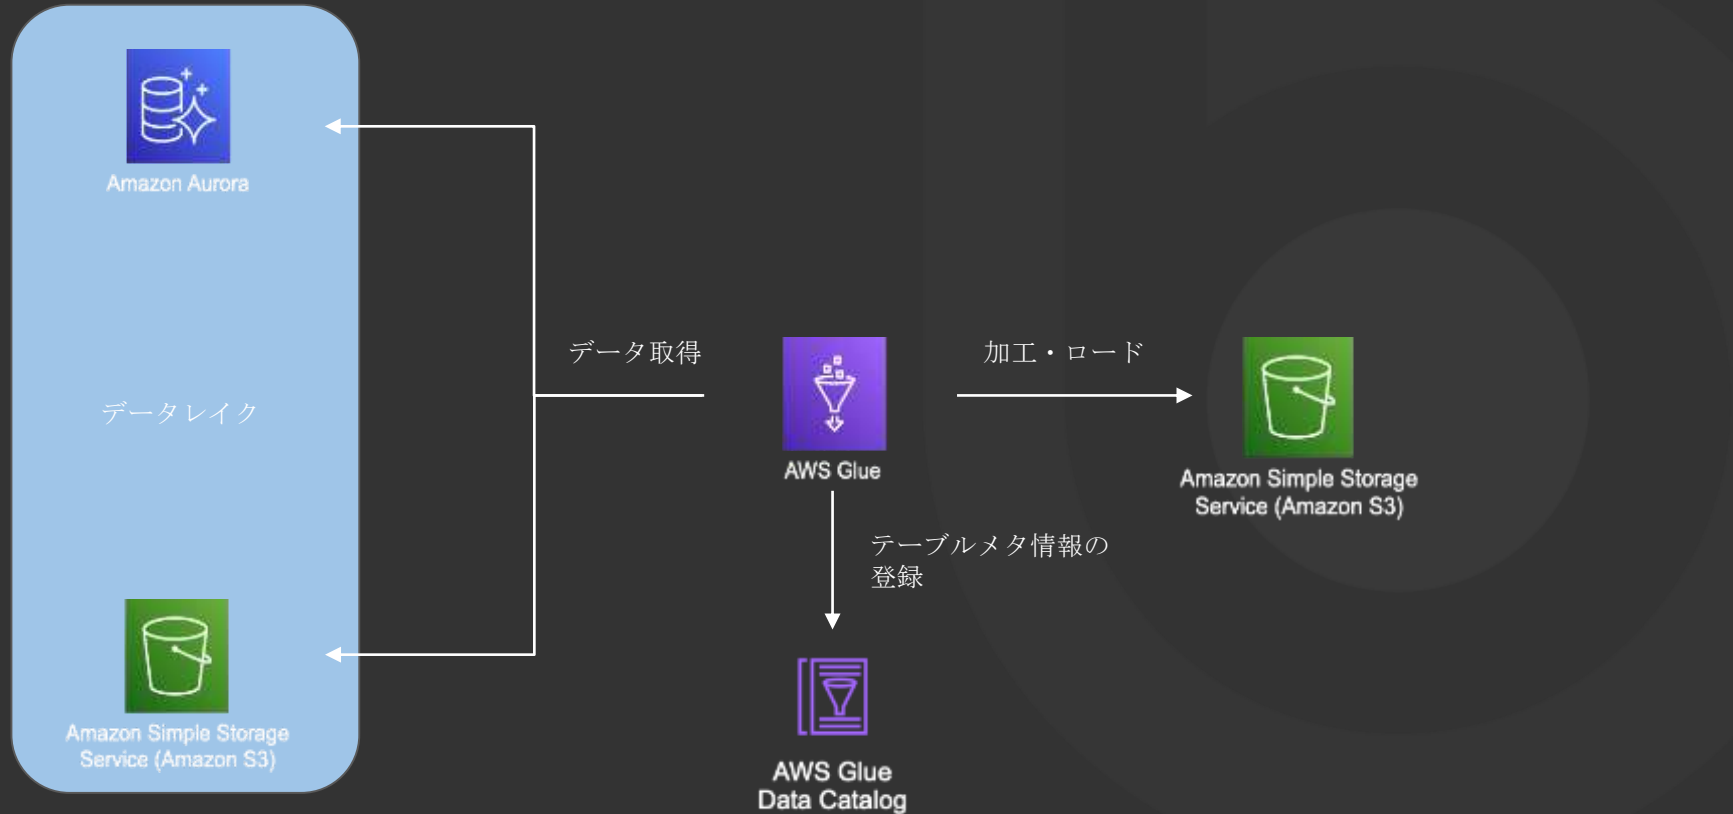 Amazon Aurora
データレイク
Amazon Simple Storage
Service (Amazon S3)
データ取得
AWS Glue
加工・ロード
Amazon Simple Storage
Service (Amazon S3)
テーブルメタ情報の
登録
AWS Glue
Data Catalog